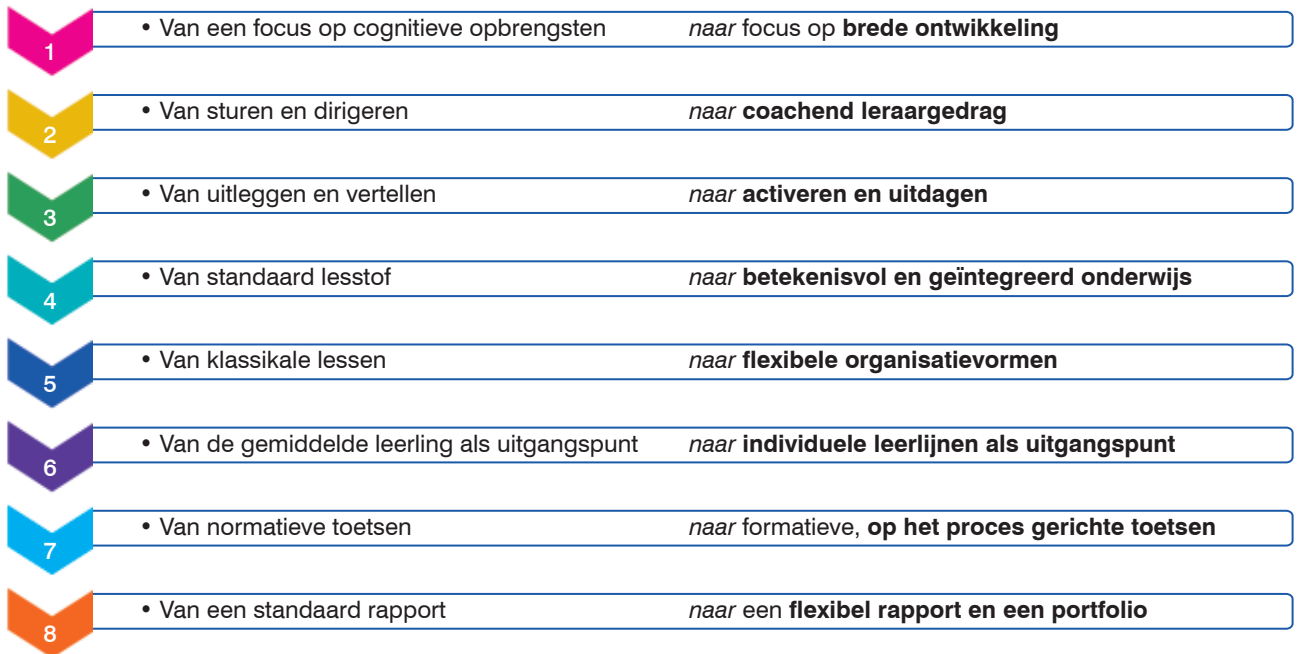 1 • Van een focus op cognitieve opbrengsten naar focus op brede ontwikkeling
2 • Van sturen en dirigeren naar coachend leraargedrag
3 • Van uitleggen en vertellen naar activeren en uitdagen
4 • Van standaard lesstof naar betekenisvol en geïntegreerd onderwijs
5 • Van klassikale lessen naar flexibele organisatievormen
6 • Van de gemiddelde leerling als uitgangspunt naar individuele leerlijnen als uitgangspunt
7 • Van normatieve toetsen naar formatieve, op het proces gerichte toetsen
8 • Van een standaard rapport naar een flexibel rapport en een portfolio